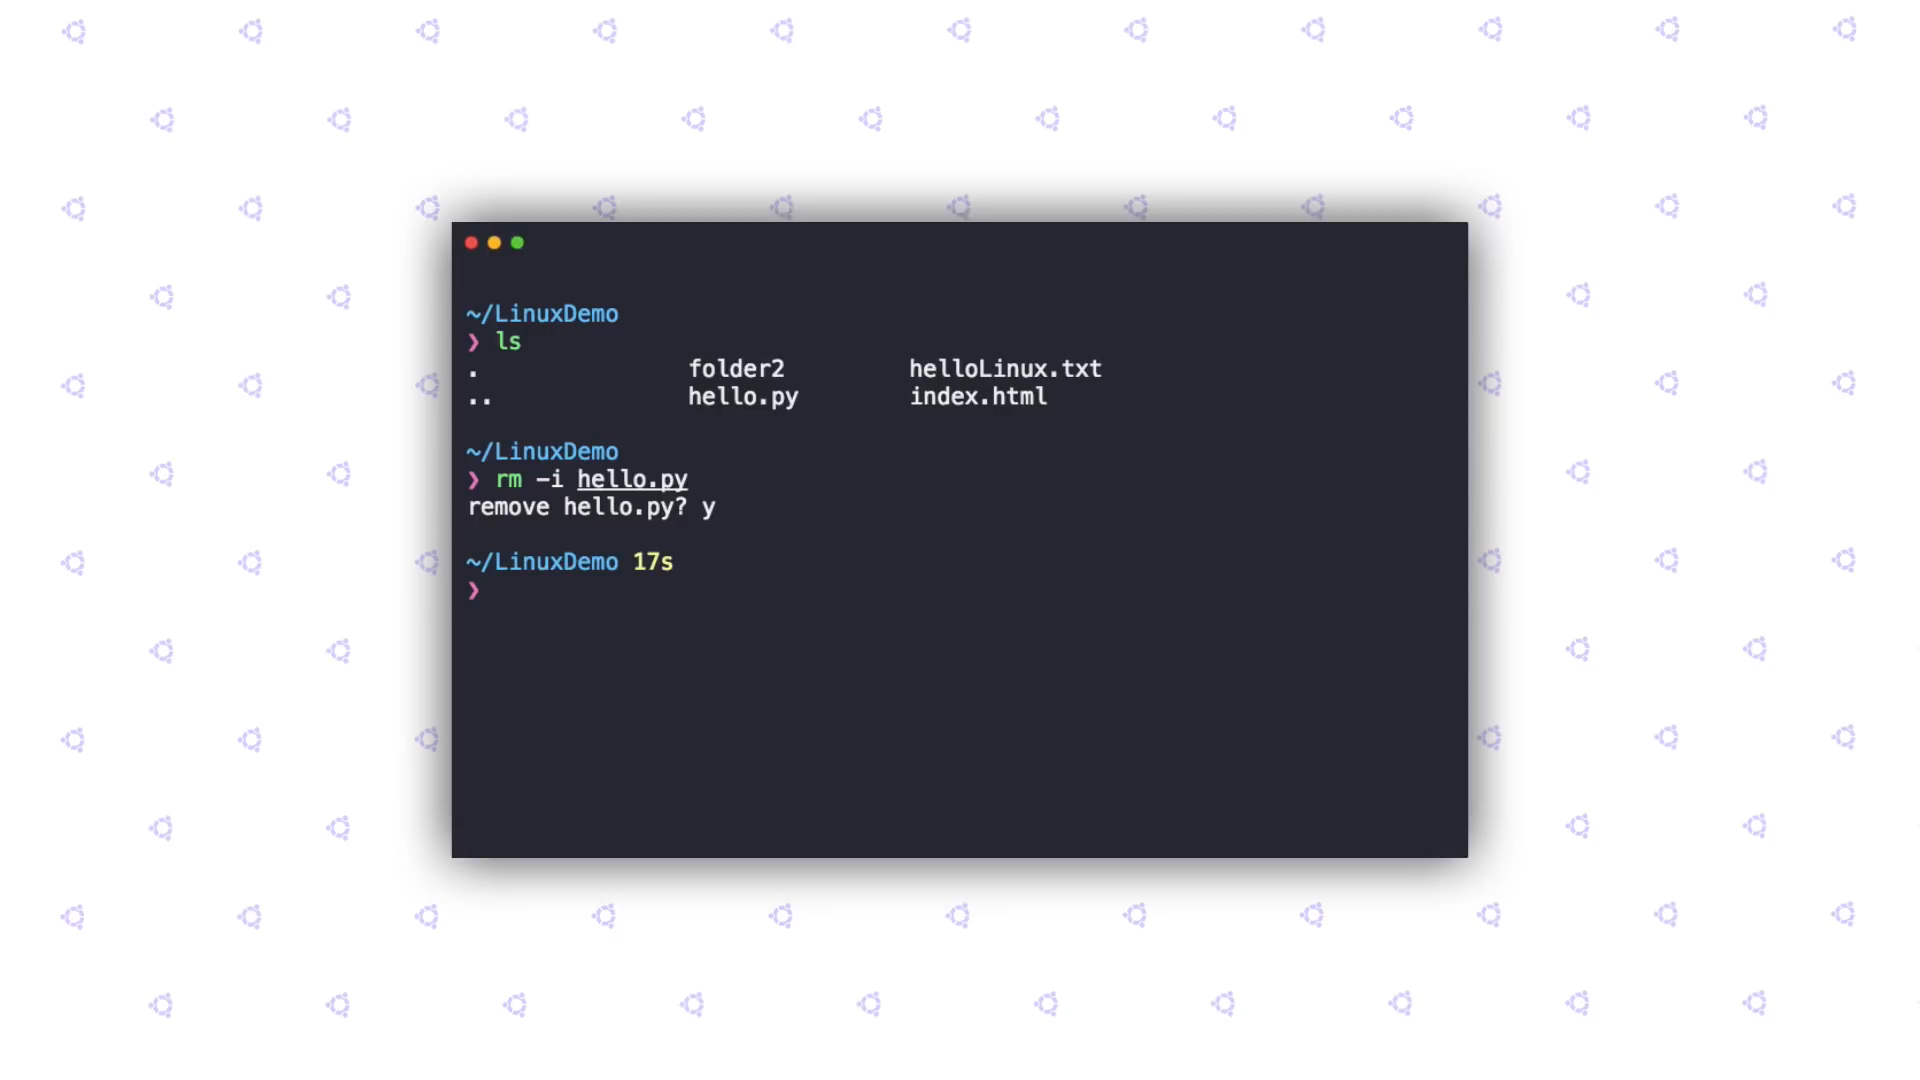 ~/LinuxDemo
❯ ls
. folder2 helloLinux.txt
.. hello.py index.html
~/LinuxDemo
❯ rm -i hello.py
remove hello.py? y
~/LinuxDemo 17s
❯